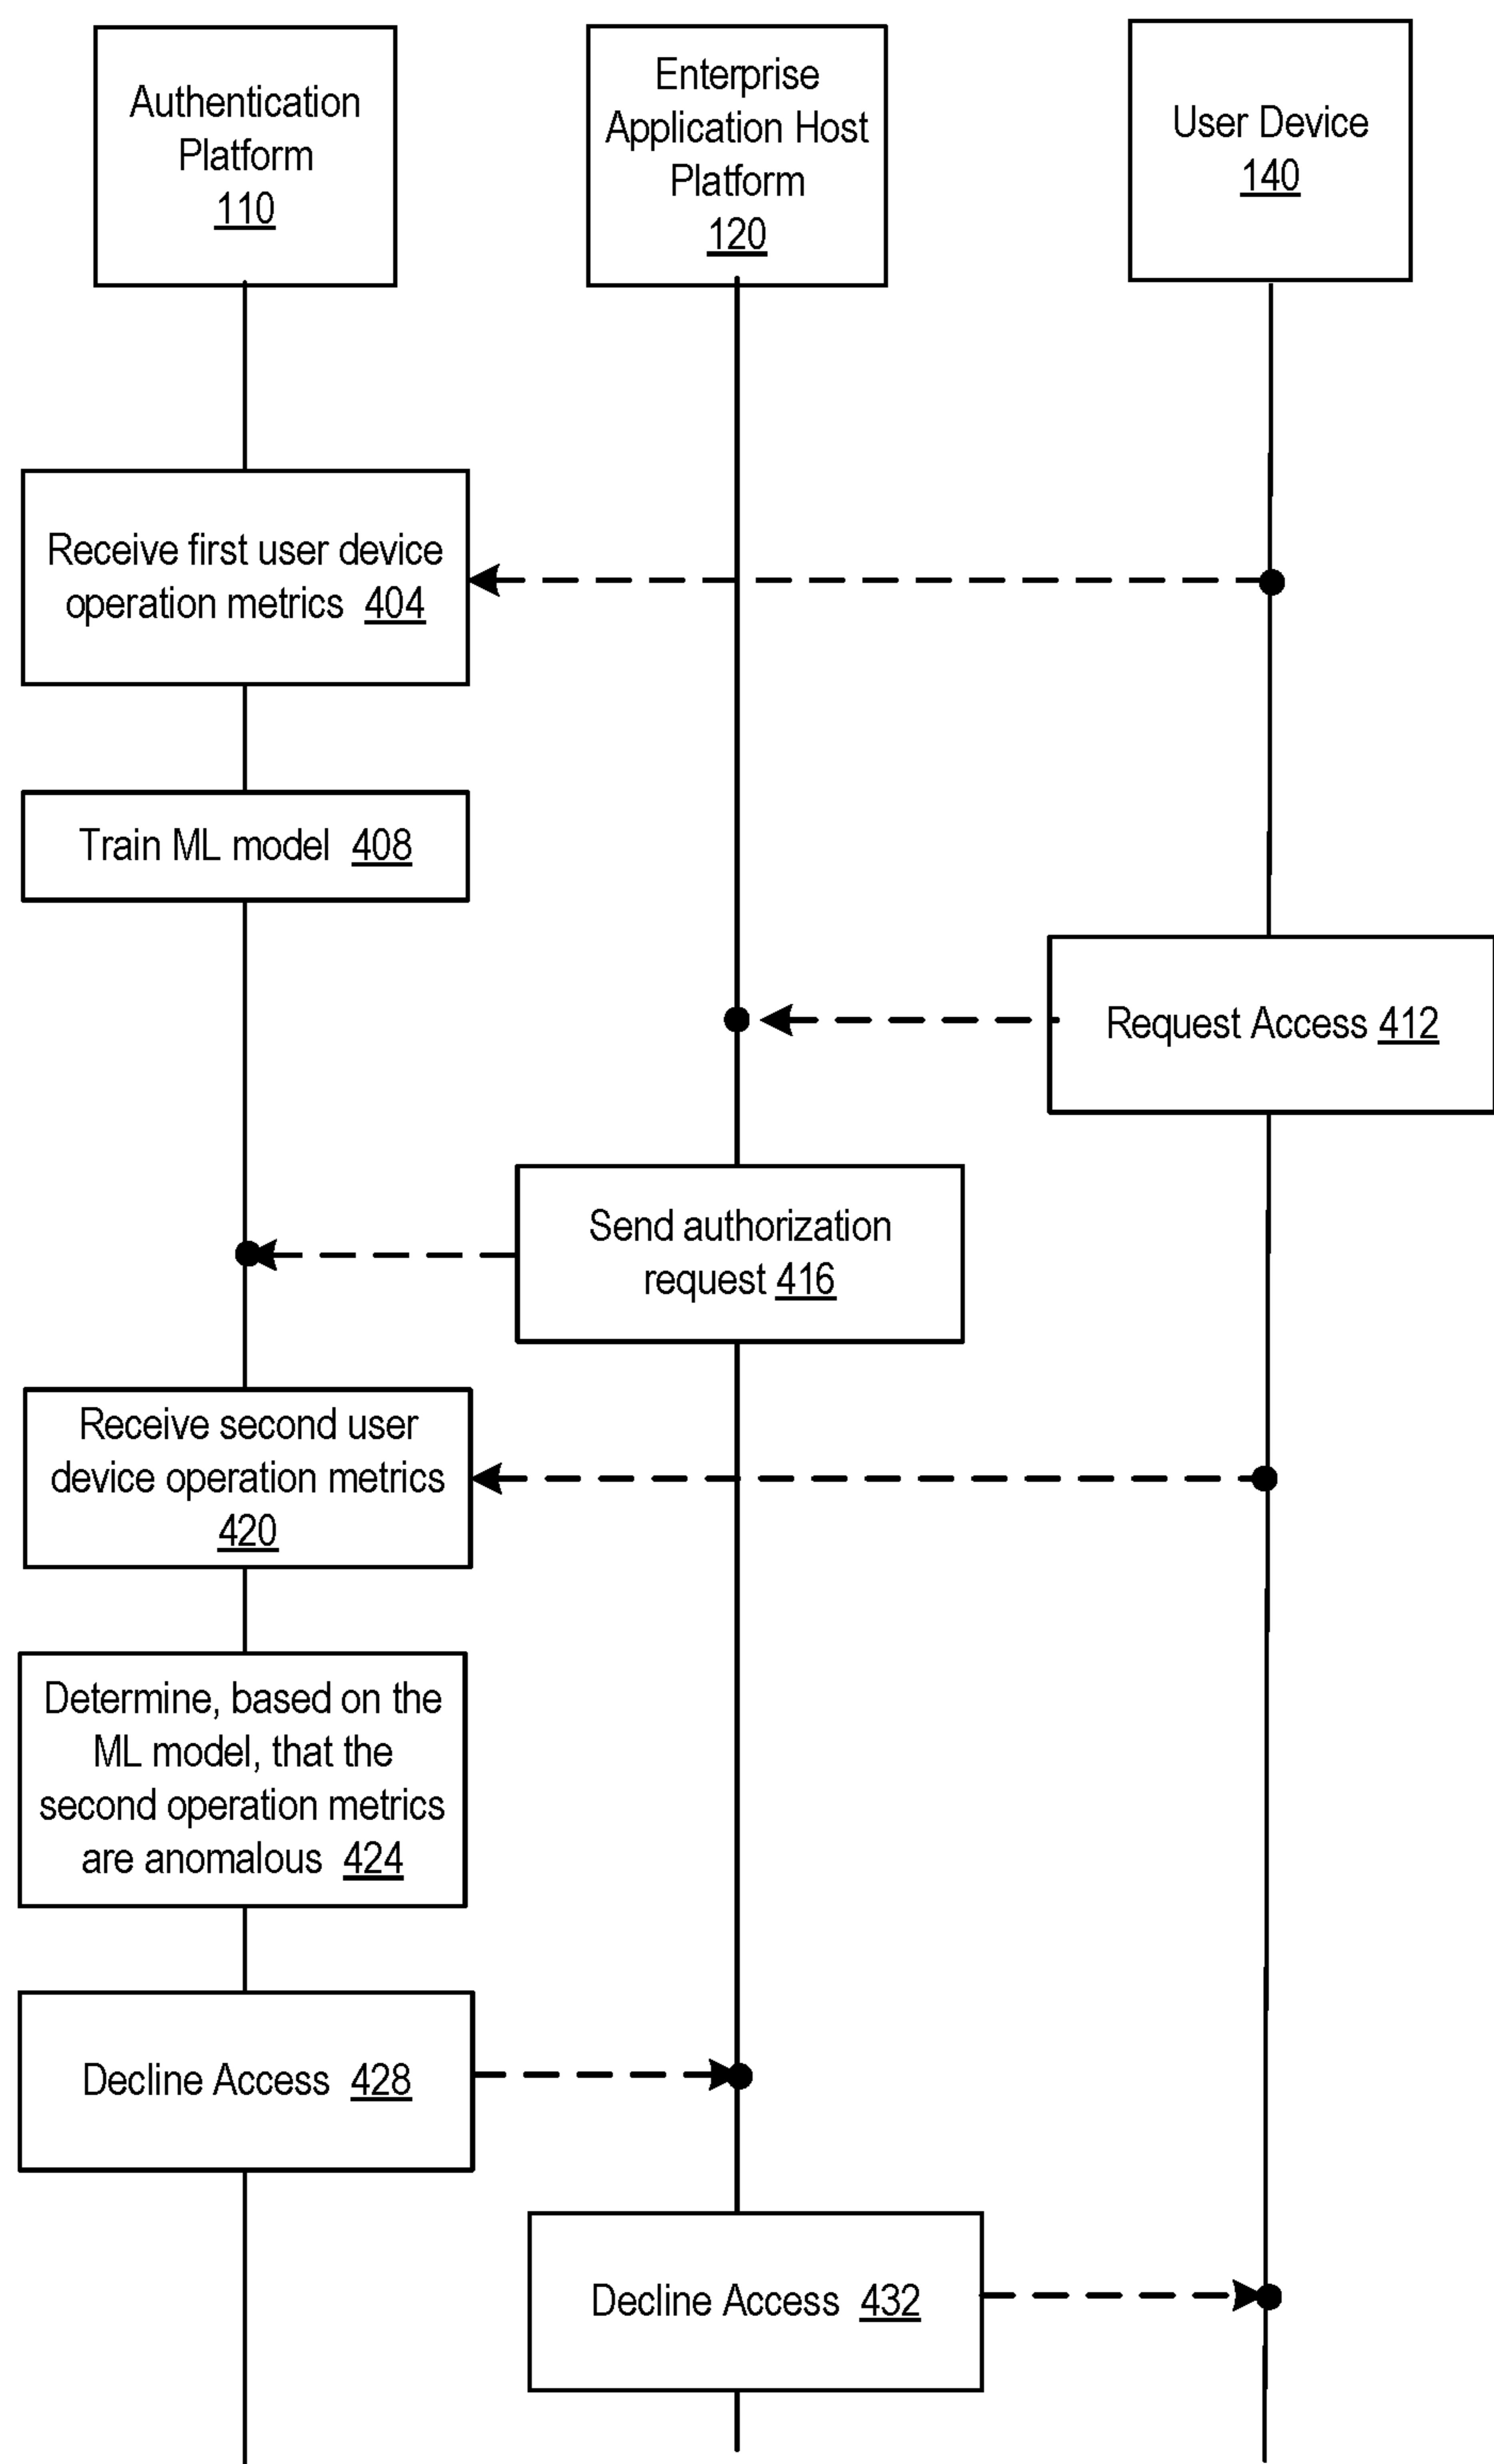 Authentication
Platform
110
Enterprise
Application Host
Platform
120
User Device
140
Receive first user device
operation metrics 404
Train ML model 408
Request Access 412
Send authorization
request 416
Receive second user
device operation metrics
420
Determine, based on the
ML model, that the
second operation metrics
are anomalous 424
Decline Access 428
Decline Access 432